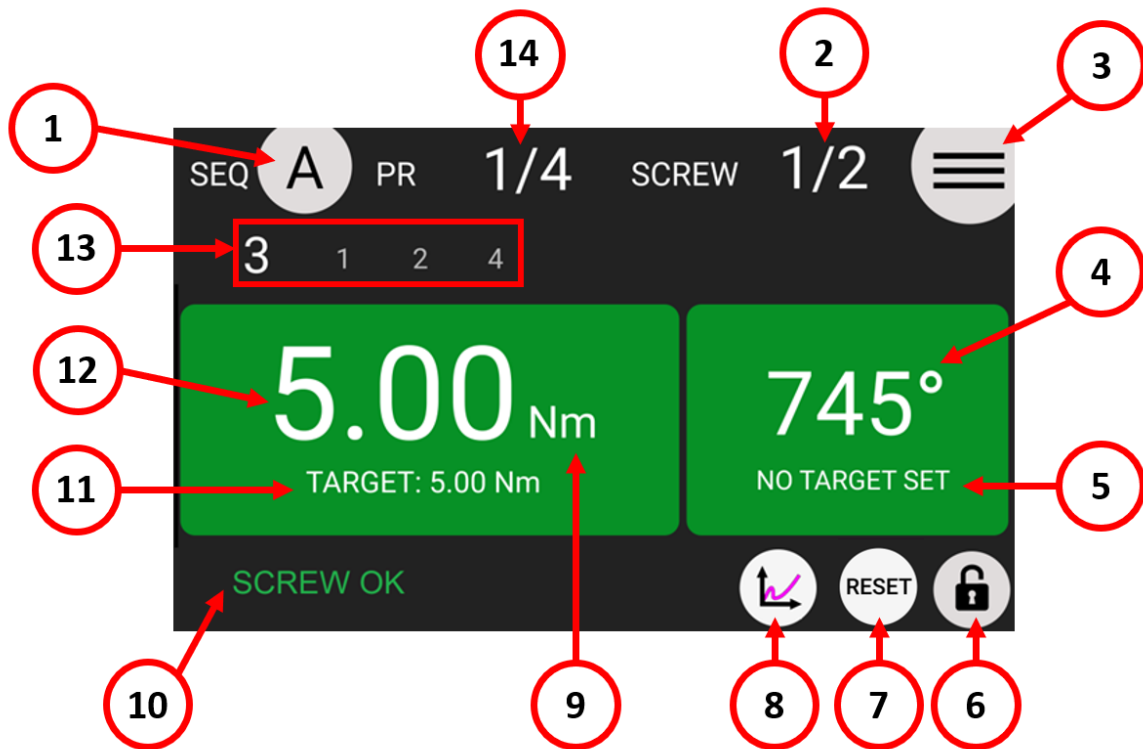 14
2
3
1
SEQ A PR 1/4 SCREW 1/2
13
3 1 2 4
4
12
5.00 Nm
745°
11
TARGET: 5.00 Nm
NO TARGET SET
5
SCREW OK
RESET
10
9
8
7
6